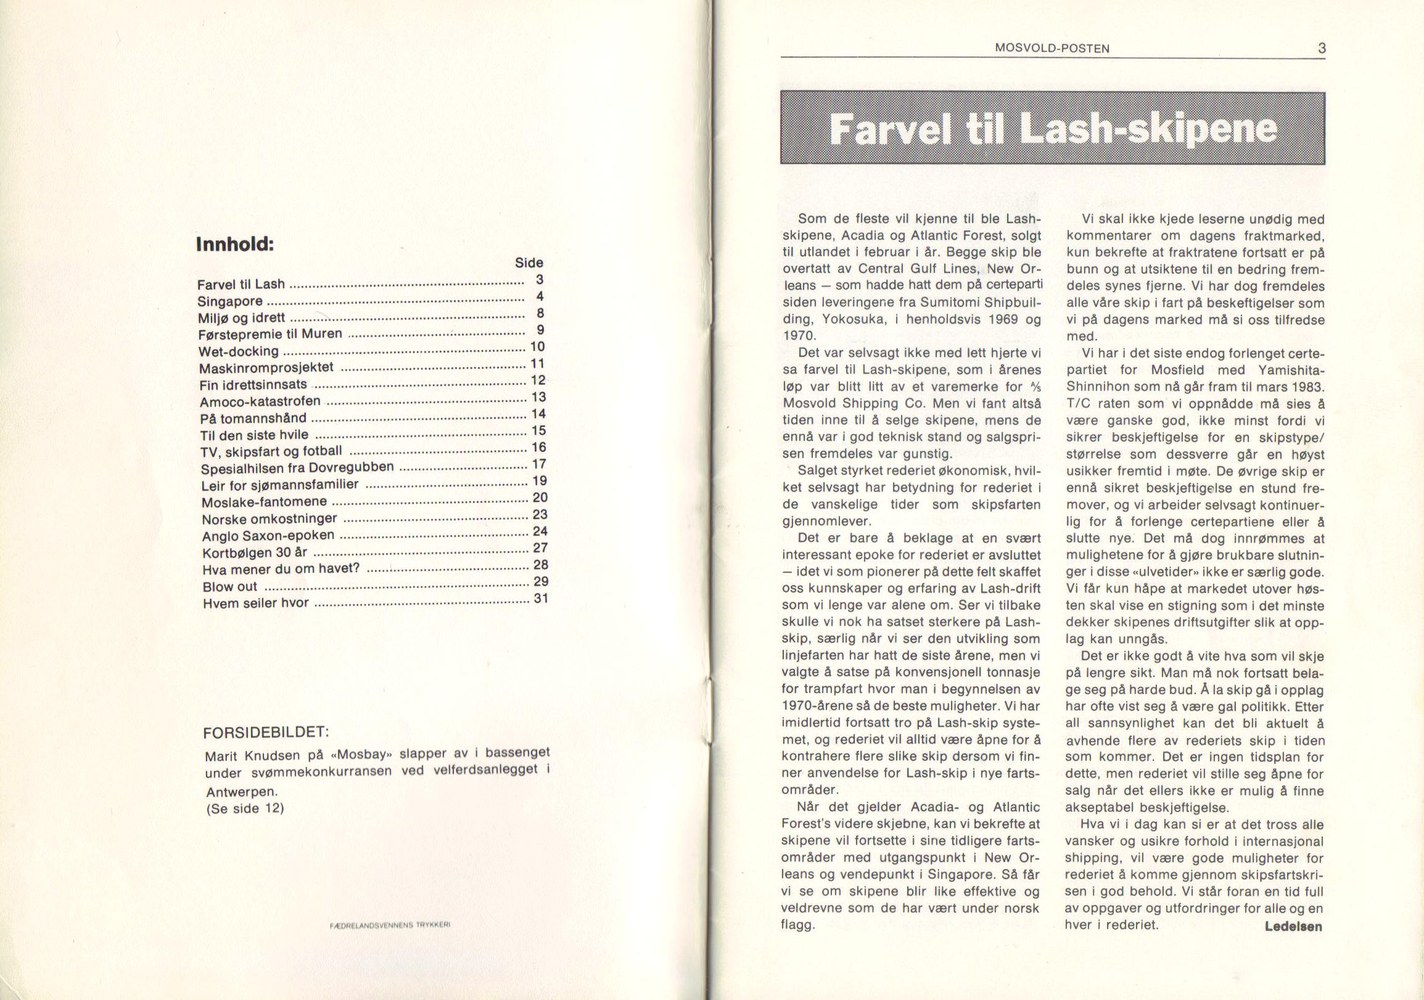 Innhold:
Side
Farvel til Lash ........ 3
Singapore ........ 4
Miljø og idrett ........ 8
Førstepremie til Muren ........ 9
Wet-docking ........ 10
Maskinromprosjektet ........ 11
Fin idrettsinnsats ........ 12
Amoco-katastrofen ........ 13
På tomannshånd ........ 14
Til den siste hvile ........ 15
TV, skipsfart og fotball ........ 16
Spesialhilsen fra Dovregubben ........ 17
Leir for sjømannsfamilier ........ 19
Moslake-fantomene ........ 20
Norske omkostninger ........ 23
Anglo Saxon-epoken ........ 24
Kortbølgen 30 år ........ 27
Hva mener du om havet? ........ 28
Blow out ........ 29
Hvem seiler hvor ........ 31
FORSIDEBILDET:
Marit Knudsen på «Mosbay» slapper av i bassenget
under svømmekonkurransen ved velferdsanlegget i
Antwerpen.
(Se side 12)
FÆDRELANDSVENNENS TRYKKERI
MOSVOLD-POSTEN 3
Farvel til Lash-skipene
Som de fleste vil kjenne til ble Lash-
skipene, Acadia og Atlantic Forest, solgt
til utlandet i februar i år. Begge skip ble
overtatt av Central Gulf Lines, New Or-
leans — som hadde hatt dem på certeparti
siden leveringene fra Sumitomi Shipbuil-
ding, Yokosuka, i henholdsvis 1969 og
1970.
Det var selvsagt ikke med lett hjerte vi
sa farvel til Lash-skipene, som i årenes
løp var blitt litt av et varemerke for A/S
Mosvold Shipping Co. Men vi fant altså
tiden inne til å selge skipene, mens de
ennå var i god teknisk stand og salgspri-
sen fremdeles var gunstig.
Salget styrket rederiet økonomisk, hvil-
ket selvsagt har betydning for rederiet i
de vanskelige tider som skipsfarten
gjennomlever.
Det er bare å beklage at en svært
interessant epoke for rederiet er avsluttet
— idet vi som pionerer på dette felt skaffet
oss kunnskaper og erfaring av Lash-drift
som vi lenge var alene om. Ser vi tilbake
skulle vi nok ha satset sterkere på Lash-
skip, særlig når vi ser den utvikling som
linjefarten har hatt de siste årene, men vi
valgte å satse på konvensjonell tonnasje
for trampfart hvor man i begynnelsen av
1970-årene så de beste muligheter. Vi har
imidlertid fortsatt tro på Lash-skip syste-
met, og rederiet vil alltid være åpne for å
kontrahere flere slike skip dersom vi fin-
ner anvendelse for Lash-skip i nye farts-
områder.
Når det gjelder Acadia- og Atlantic
Forest's videre skjebne, kan vi bekrefte at
skipene vil fortsette i sine tidligere farts-
områder med utgangspunkt i New Or-
leans og vendepunkt i Singapore. Så får
vi se om skipene blir like effektive og
veldrevne som de har vært under norsk
flagg.
Vi skal ikke kjede leserne unødig med
kommentarer om dagens fraktmarked,
kun bekrefte at fraktratene fortsatt er på
bunn og at utsiktene til en bedring frem-
deles synes fjerne. Vi har dog fremdeles
alle våre skip i fart på beskeftigelser som
vi på dagens marked må si oss tilfredse
med.
Vi har i det siste endog forlenget certe-
partiet for Mosfield med Yamishita-
Shinnihon som nå går fram til mars 1983.
T/C raten som vi oppnådde må sies å
være ganske god, ikke minst fordi vi
sikrer beskjeftigelse for en skipstype/
størrelse som dessverre går en høyst
usikker fremtid i møte. De øvrige skip er
ennå sikret beskjeftigelse en stund fre-
mover, og vi arbeider selvsagt kontinuer-
lig for å forlenge certepartiene eller å
slutte nye. Det må dog innrømmes at
mulighetene for å gjøre brukbare slutnin-
ger i disse «ulvetider» ikke er særlig gode.
Vi får kun håpe at markedet utover høs-
ten skal vise en stigning som i det minste
dekker skipenes driftsutgifter slik at opp-
lag kan unngås.
Det er ikke godt å vite hva som vil skje
på lengre sikt. Man må nok fortsatt bela-
ge seg på harde bud. Å la skip gå i opplag
har ofte vist seg å være gal politikk. Etter
all sannsynlighet kan det bli aktuelt å
avhende flere av rederiets skip i tiden
som kommer. Det er ingen tidsplan for
dette, men rederiet vil stille seg åpne for
salg når det ellers ikke er mulig å finne
akseptabel beskjeftigelse.
Hva vi i dag kan si er at det tross alle
vansker og usikre forhold i internasjonal
shipping, vil være gode muligheter for
rederiet å komme gjennom skipsfartskri-
sen i god behold. Vi står foran en tid full
av oppgaver og utfordringer for alle og en
hver i rederiet. Ledelsen